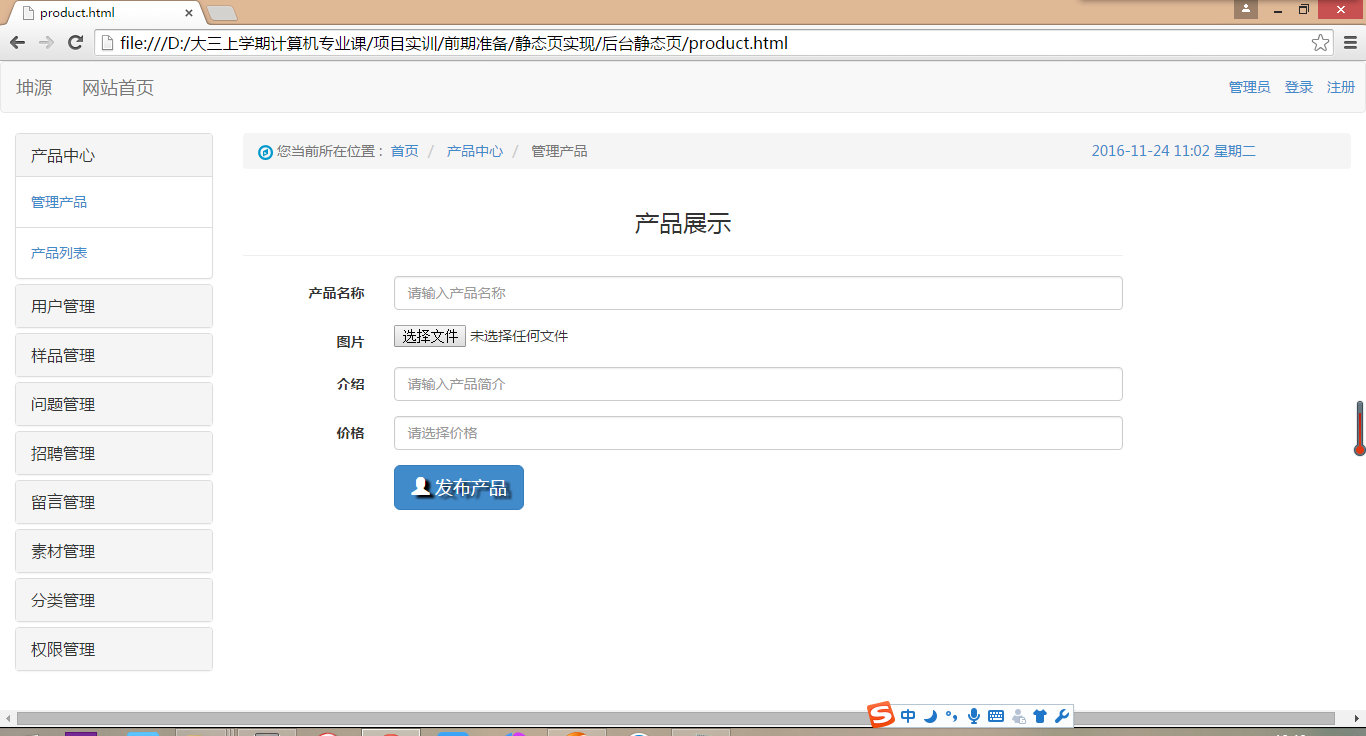 product.html
file:///D:/大三上学期计算机专业课/项目实训/前期准备/静态页实现/后台静态页/product.html
坤源 网站首页 管理员 登录 注册
产品中心
管理产品
产品列表
用户管理
样品管理
问题管理
招聘管理
留言管理
素材管理
分类管理
权限管理
您当前所在位置: 首页 / 产品中心 / 管理产品 2016-11-24 11:02 星期二
产品展示
产品名称 请输入产品名称
图片 选择文件 未选择任何文件
介绍 请输入产品简介
价格 请选择价格
发布产品
S 中